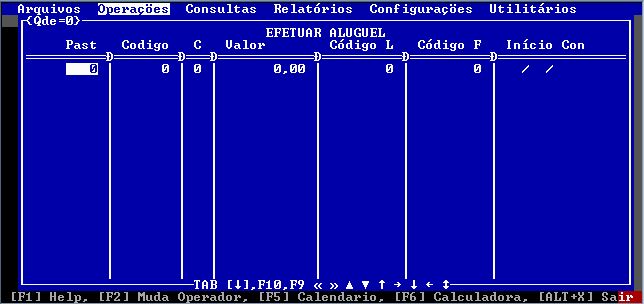 Arquivos Operações Consultas Relatórios Configurações Utilitários
{Qde=0}
EFETUAR ALUGUEL
Past Codigo C Valor Código L Código F Início Con
Ð Ð Ð Ð Ð Ð
0 0 0 0,00 0 0 / /
TAB [↓],F10,F9 « » ▲ ▼ ↑ → ↓ ← ↕
[F1] Help, [F2] Muda Operador, [F5] Calendario, [F6] Calculadora, [ALT+X] Sair